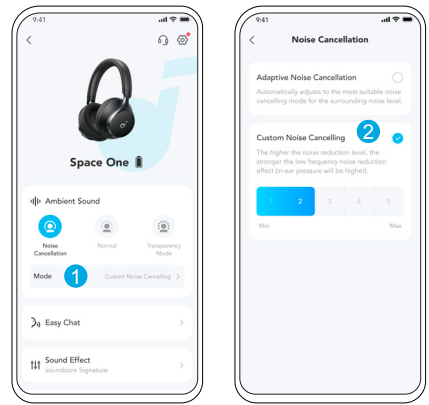 9:41
Space One
Ambient Sound
Noise
Cancellation
Normal
Transparency
Mode
Mode
1
Custom Noise Cancelling >
Easy Chat >
Sound Effect
soundcore Signature >
9:41
Noise Cancellation
Adaptive Noise Cancellation
Automatically adjusts to the most suitable noise
cancelling mode for the surrounding noise level.
Custom Noise Cancelling
2
The higher the noise reduction level, the
stronger the low frequency noise reduction
effect (in-ear pressure will be higher).
1 2 3 4 5
Min Max